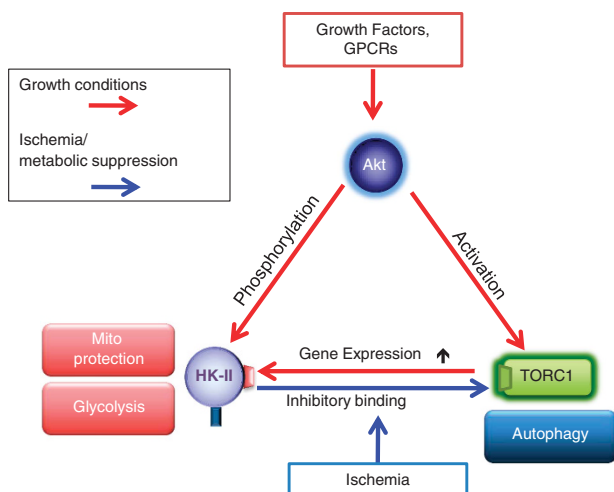 Growth Factors,
GPCRs
Growth conditions
Ischemia/
metabolic suppression
Akt
Phosphorylation
Activation
Mito
protection
Glycolysis
HK-II
Gene Expression
Inhibitory binding
TORC1
Autophagy
Ischemia